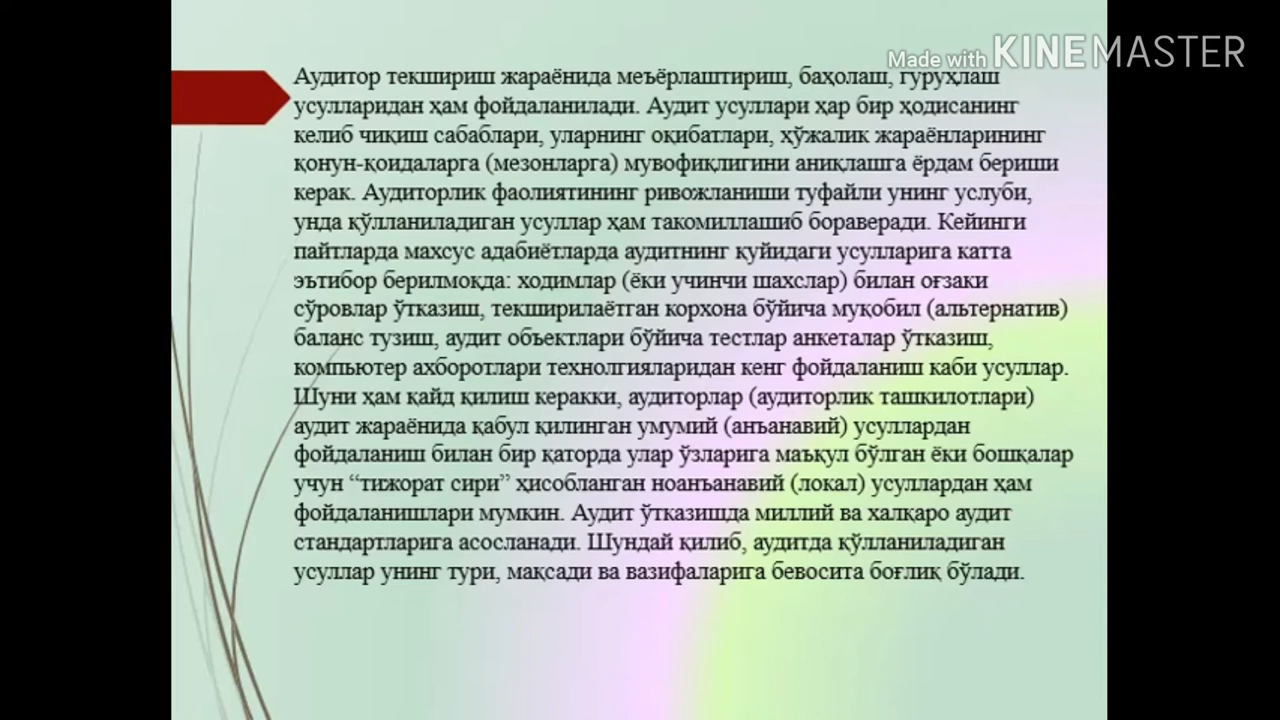 Made with KINEMASTER
Аудитор текшириш жараёнида меъёрлаштириш, баҳолаш, гуруҳлаш
усулларидан ҳам фойдаланилади. Аудит усуллари ҳар бир ҳодисанинг
келиб чиқиш сабаблари, уларнинг оқибатлари, хўжалик жараёнларининг
қонун-қоидаларга (мезонларга) мувофиқлигини аниқлашга ёрдам бериши
керак. Аудиторлик фаолиятининг ривожланиши туфайли унинг услуби,
унда қўлланиладиган усуллар ҳам такомиллашиб бораверади. Кейинги
пайтларда махсус адабиётларда аудитнинг қуйидаги усулларига катта
эътибор берилмоқда: ходимлар (ёки учинчи шахслар) билан оғзаки
сўровлар ўтказиш, текширилаётган корхона бўйича муқобил (альтернатив)
баланс тузиш, аудит объектлари бўйича тестлар анкеталар ўтказиш,
компьютер ахборотлари технолгияларидан кенг фойдаланиш каби усуллар.
Шуни ҳам қайд қилиш керакки, аудиторлар (аудиторлик ташкилотлари)
аудит жараёнида қабул қилинган умумий (анъанавий) усуллардан
фойдаланиш билан бир қаторда улар ўзларига маъқул бўлган ёки бошқалар
учун “тижорат сири” ҳисобланган ноанъанавий (локал) усуллардан ҳам
фойдаланишлари мумкин. Аудит ўтказишда миллий ва халқаро аудит
стандартларига асосланади. Шундай қилиб, аудитда қўлланиладиган
усуллар унинг тури, мақсади ва вазифаларига бевосита боғлиқ бўлади.